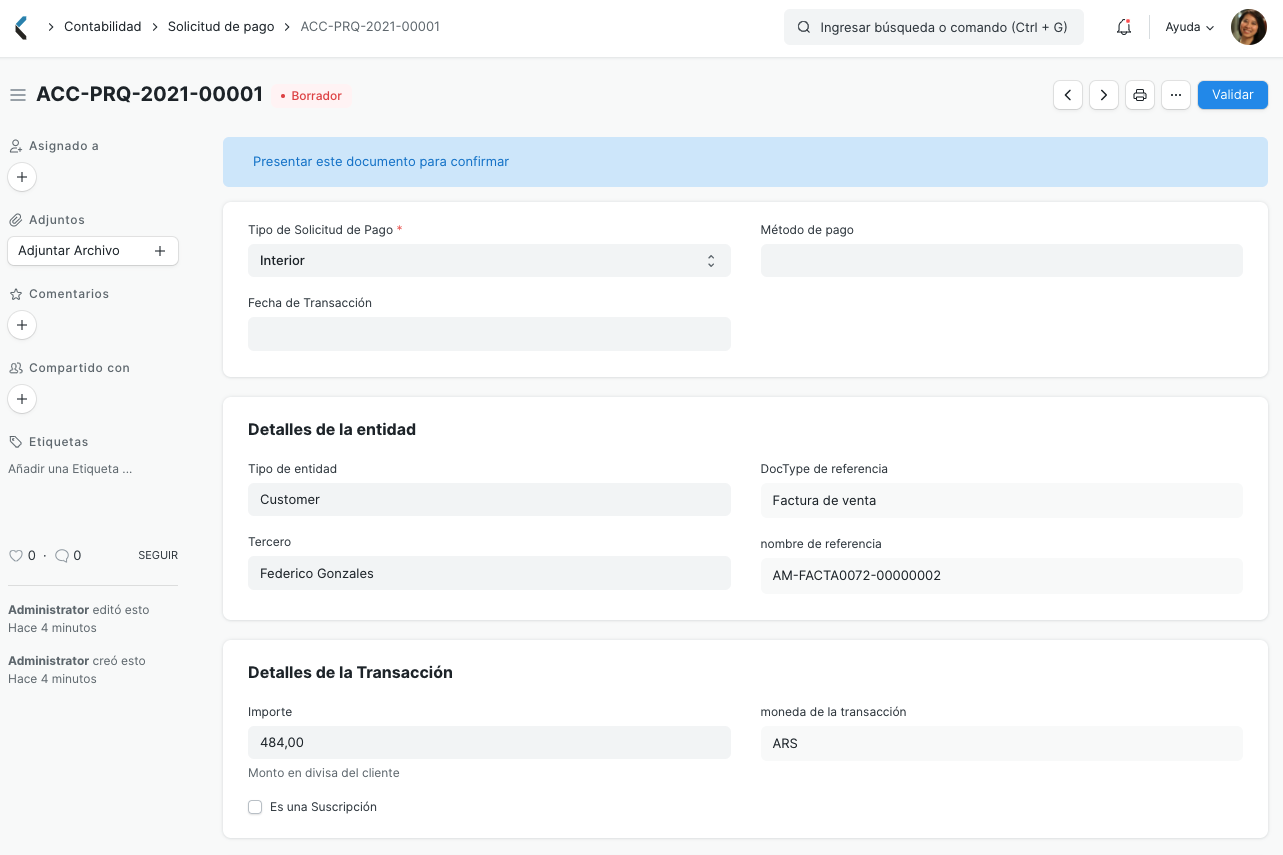 Contabilidad
Solicitud de pago
ACC-PRQ-2021-00001
Ingresar búsqueda o comando (Ctrl + G)
Ayuda
ACC-PRQ-2021-00001
Borrador
Validar
Asignado a
Adjuntos
Adjuntar Archivo
Comentarios
Compartido con
Etiquetas
Añadir una Etiqueta ...
0 · 0
SEGUIR
Administrator editó esto
Hace 4 minutos
Administrator creó esto
Hace 4 minutos
Presentar este documento para confirmar
Tipo de Solicitud de Pago *
Interior
Método de pago
Fecha de Transacción
Detalles de la entidad
Tipo de entidad
Customer
DocType de referencia
Factura de venta
Tercero
Federico Gonzales
nombre de referencia
AM-FACTA0072-00000002
Detalles de la Transacción
Importe
484,00
Monto en divisa del cliente
moneda de la transacción
ARS
Es una Suscripción